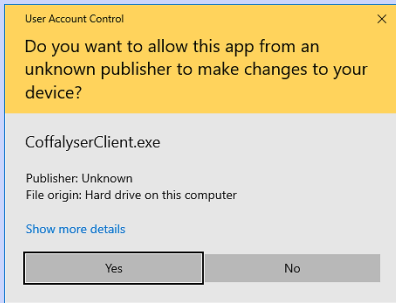 User Account Control
Do you want to allow this app from an
unknown publisher to make changes to your
device?
CoffalyserClient.exe
Publisher: Unknown
File origin: Hard drive on this computer
Show more details
Yes
No